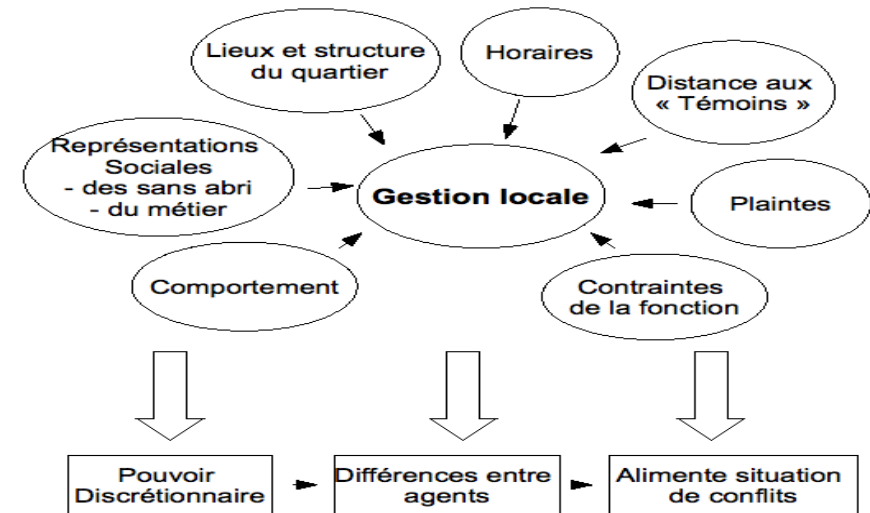 Lieux et structure
du quartier
Horaires
Distance aux
« Témoins »
Représentations
Sociales
- des sans abri
- du métier
Gestion locale
Plaintes
Comportement
Contraintes
de la fonction
Pouvoir
Discrétionnaire
Différences entre
agents
Alimente situation
de conflits